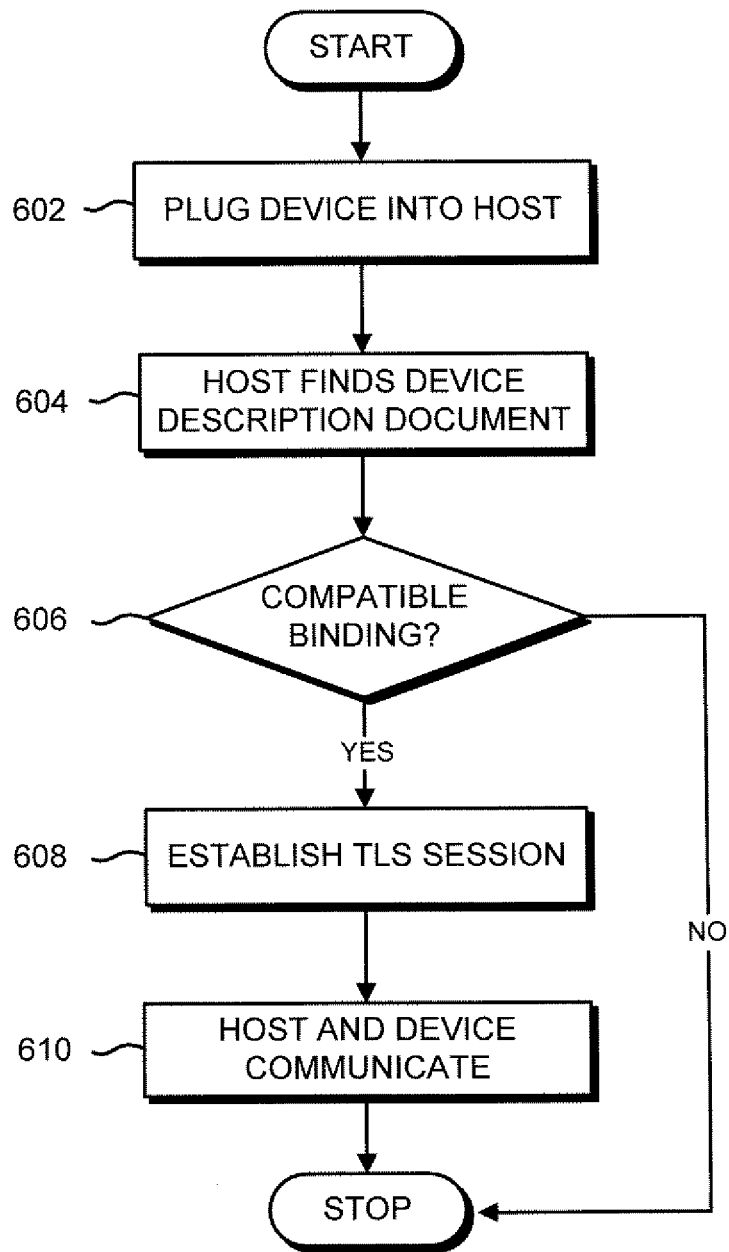 START
602
PLUG DEVICE INTO HOST
604
HOST FINDS DEVICE
DESCRIPTION DOCUMENT
606
COMPATIBLE
BINDING?
YES
608
ESTABLISH TLS SESSION
NO
610
HOST AND DEVICE
COMMUNICATE
STOP